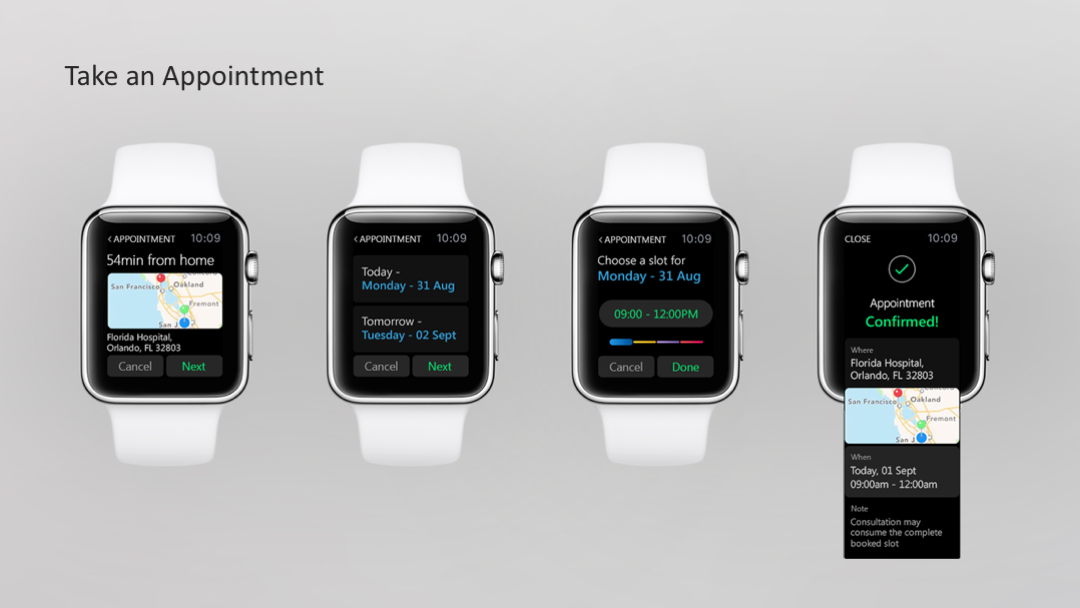 Take an Appointment
< APPOINTMENT 10:09
54min from home
San Francisco Oakland
Fremont
San J
Florida Hospital,
Orlando, FL 32803
Cancel Next
< APPOINTMENT 10:09
Today -
Monday - 31 Aug
Tomorrow -
Tuesday - 02 Sept
Cancel Next
< APPOINTMENT 10:09
Choose a slot for
Monday - 31 Aug
09:00 - 12:00PM
Cancel Done
CLOSE 10:09
Appointment
Confirmed!
Where
Florida Hospital,
Orlando, FL 32803
Concord
San Francisco Oakland
Fremont
San J
When
Today, 01 Sept
09:00am - 12:00am
Note
Consultation may
consume the complete
booked slot